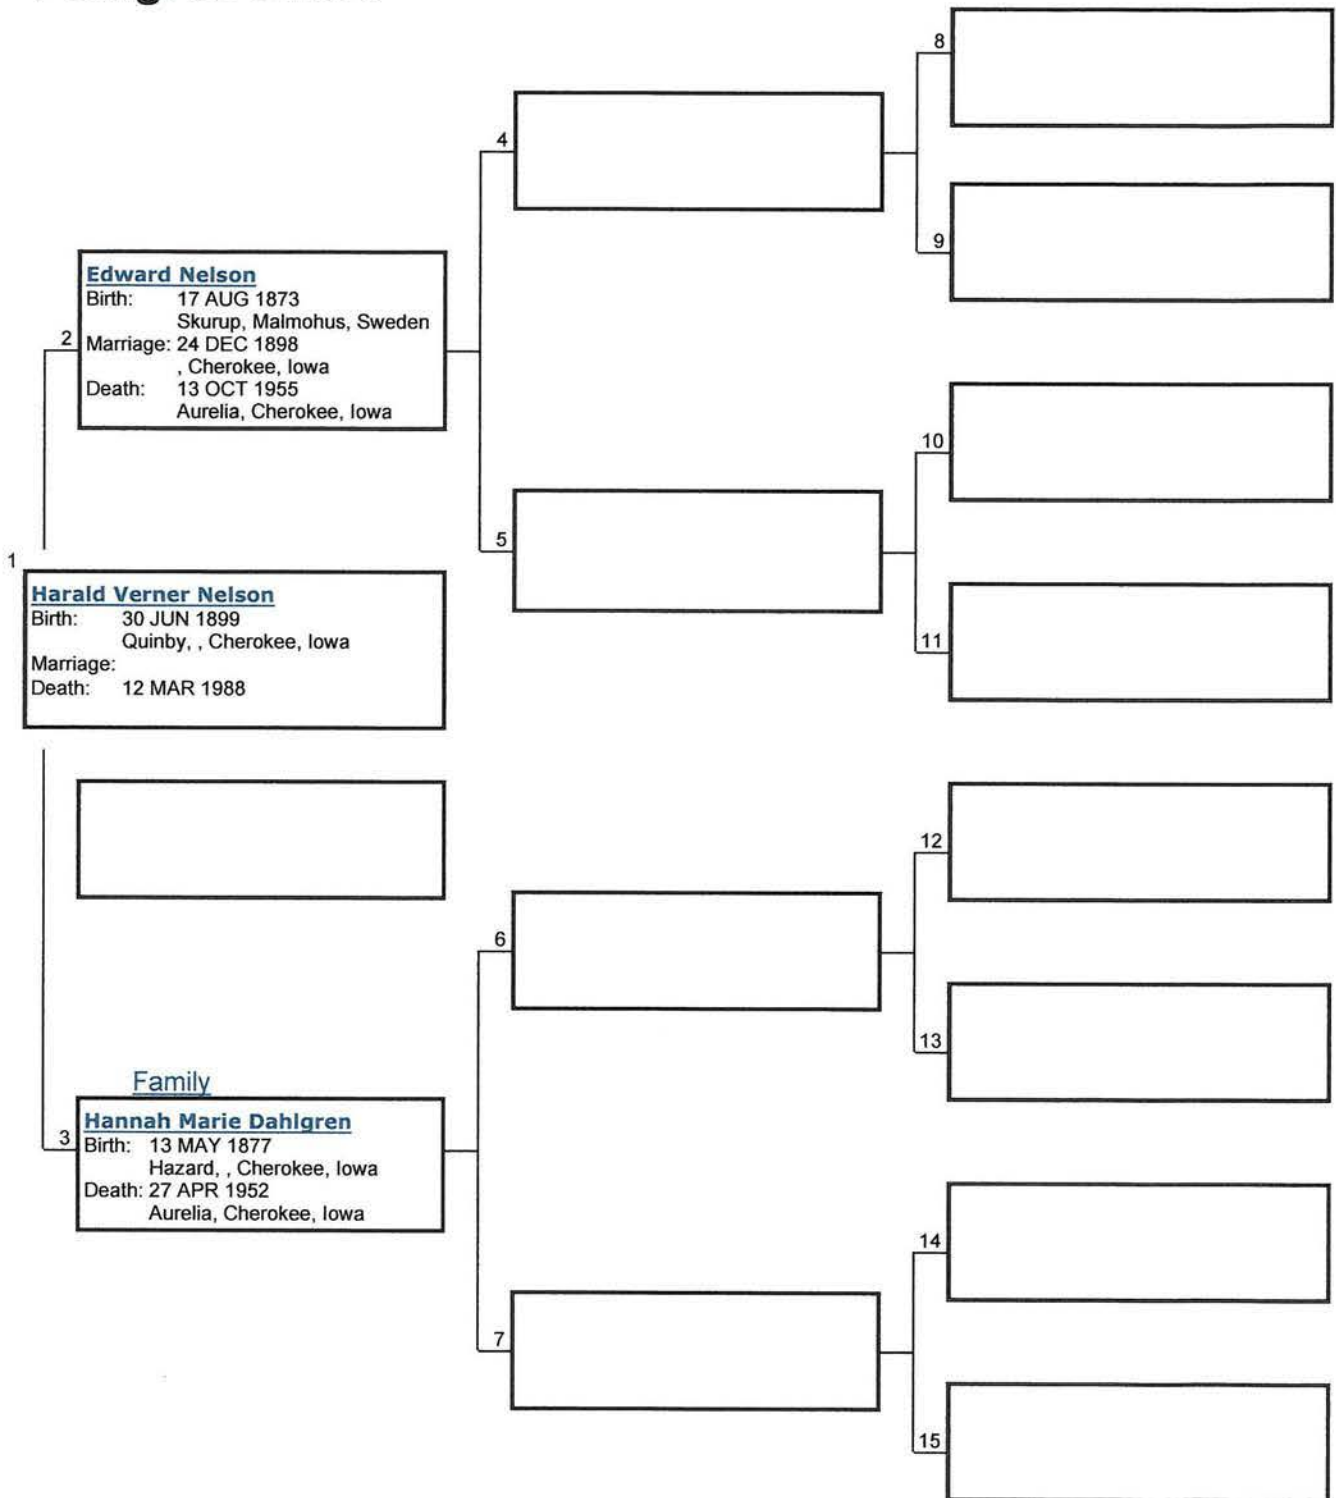 8
4
9
Edward Nelson
Birth: 17 AUG 1873
Skurup, Malmohus, Sweden
2
Marriage: 24 DEC 1898
, Cherokee, Iowa
Death: 13 OCT 1955
Aurelia, Cherokee, Iowa
10
5
1
Harald Verner Nelson
Birth: 30 JUN 1899
Quinby, , Cherokee, Iowa
Marriage:
Death: 12 MAR 1988
11
12
6
13
Family
Hannah Marie Dahlgren
3
Birth: 13 MAY 1877
Hazard, , Cherokee, Iowa
Death: 27 APR 1952
Aurelia, Cherokee, Iowa
14
7
15